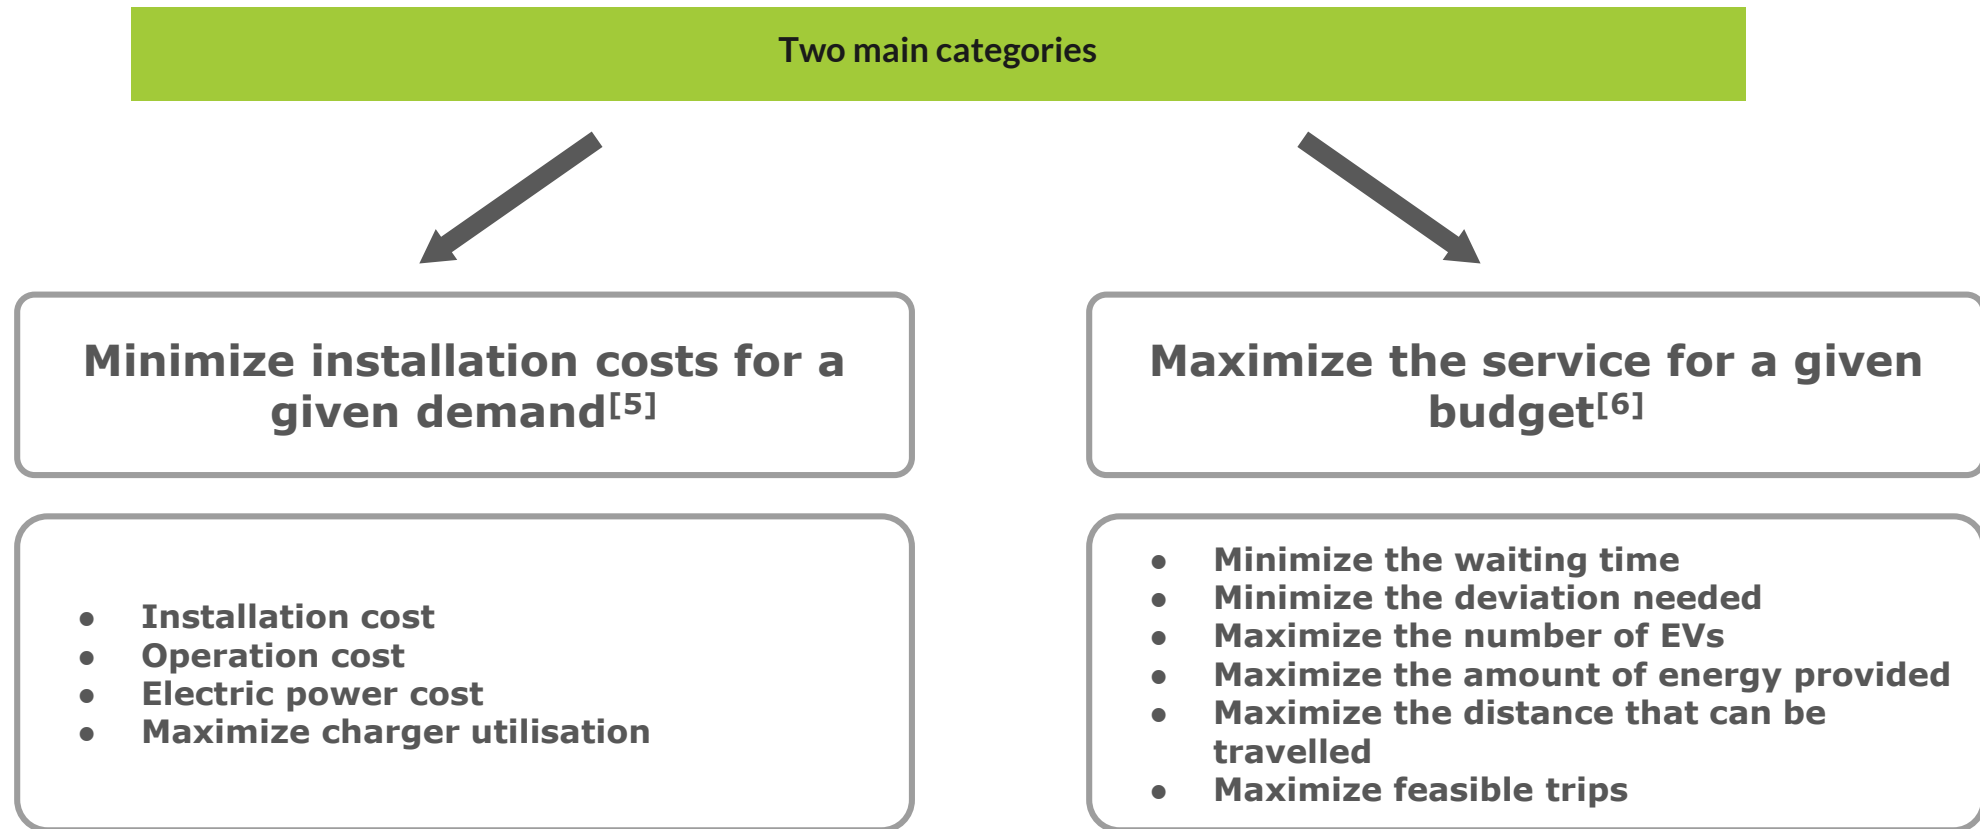 Two main categories
Minimize installation costs for a
given demand[5]
Maximize the service for a given
budget[6]
● Installation cost
● Operation cost
● Electric power cost
● Maximize charger utilisation
● Minimize the waiting time
● Minimize the deviation needed
● Maximize the number of EVs
● Maximize the amount of energy provided
● Maximize the distance that can be
travelled
● Maximize feasible trips